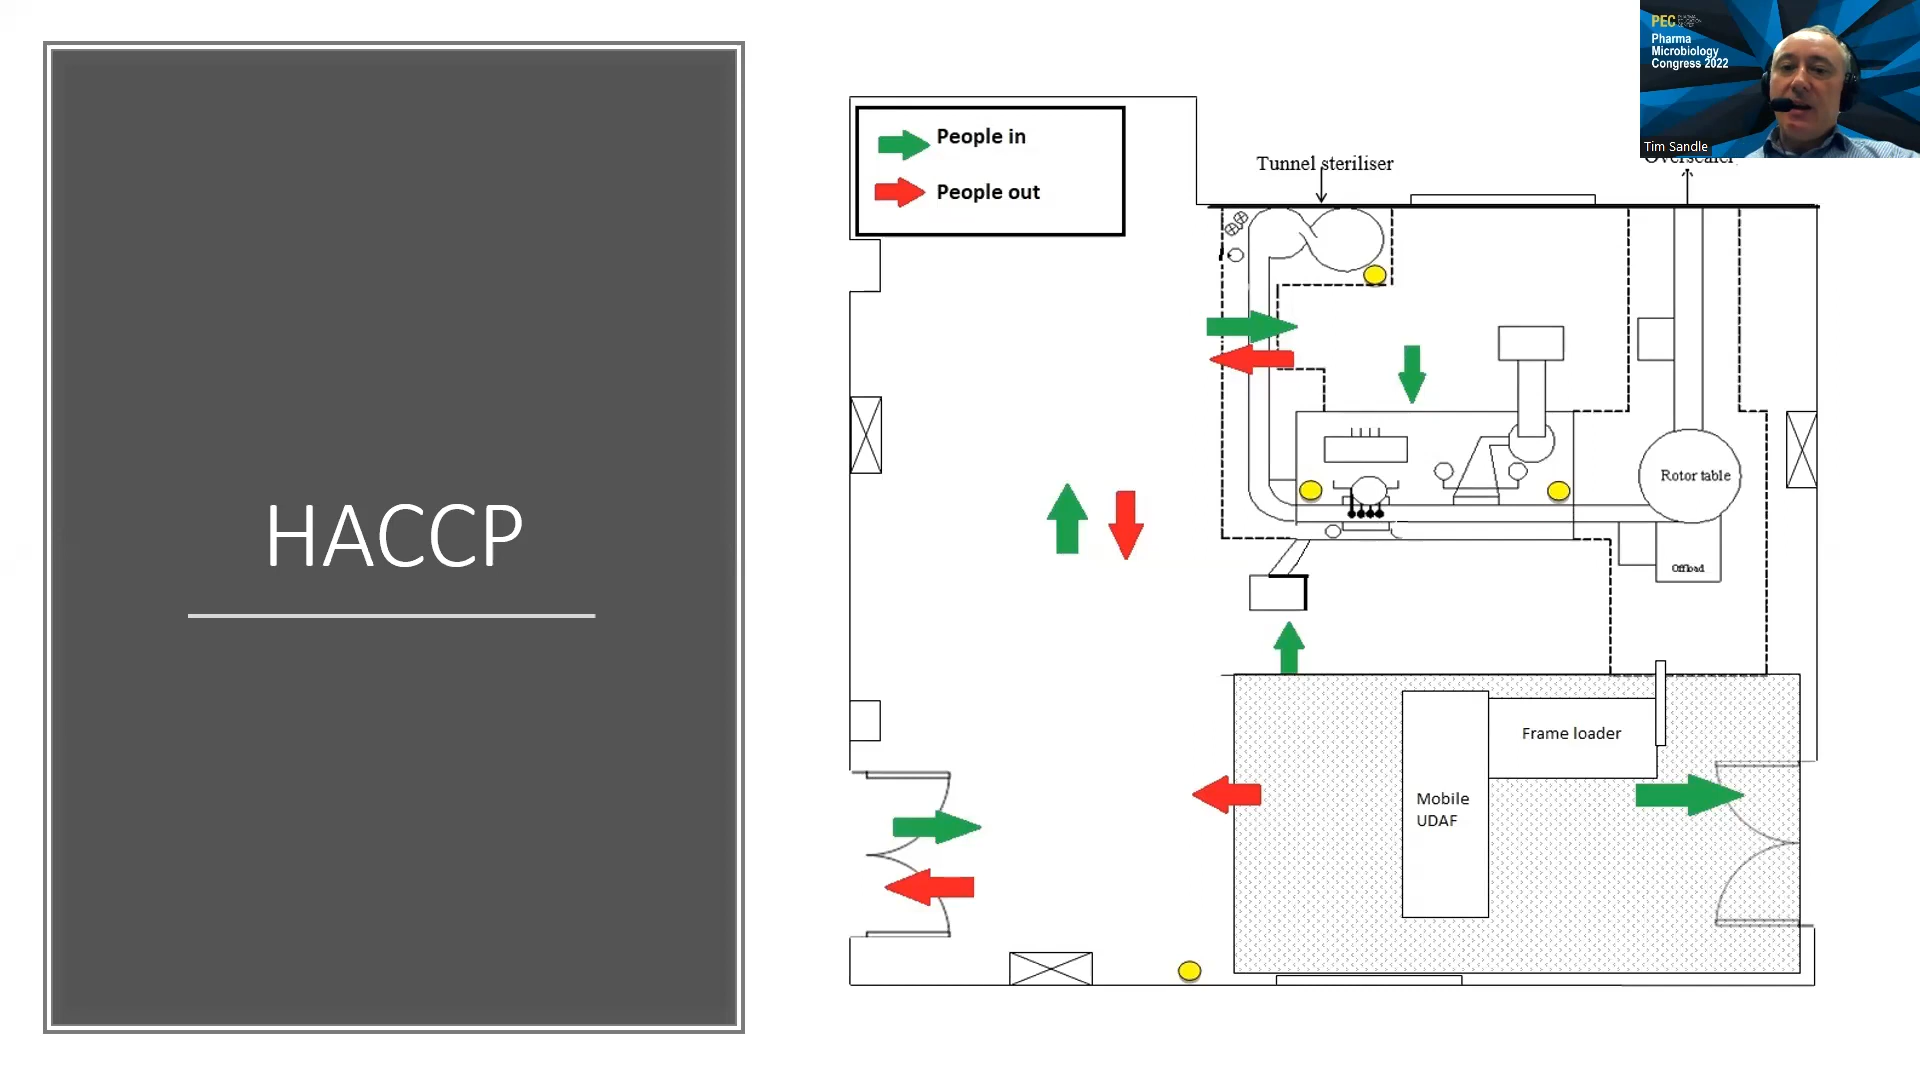 HACCP
People in
People out
Tunnel steriliser
Rotor table
Offload
Frame loader
Mobile
UDAF
PEC
Pharma
Microbiology
Congress 2022
Tim Sandle